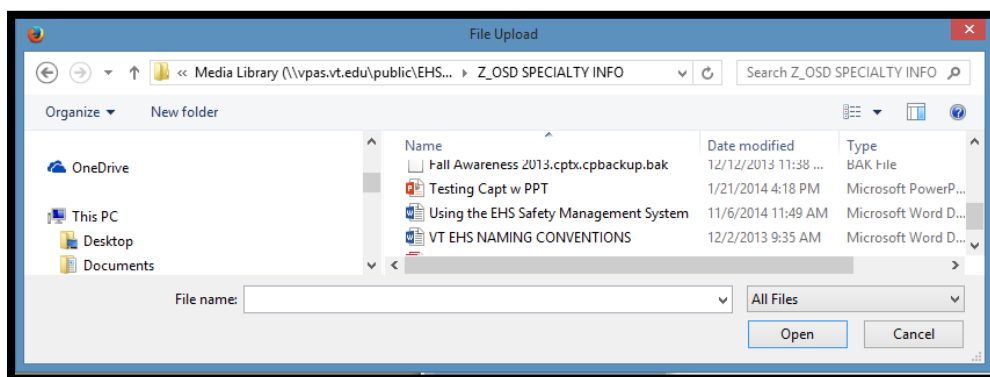 File Upload
« Media Library (\\vpas.vt.edu\public\EHS... Z_OSD SPECIALTY INFO Search Z_OSD SPECIALTY INFO
Organize New folder
Name Date modified Type
OneDrive
This PC
Desktop
Documents
Fall Awareness 2013.cptx.cpbackup.bak 12/12/2013 11:38 ... BAK File
Testing Capt w PPT 1/21/2014 4:18 PM Microsoft PowerP...
Using the EHS Safety Management System 11/6/2014 11:49 AM Microsoft Word D...
VT EHS NAMING CONVENTIONS 12/2/2013 9:35 AM Microsoft Word D...
File name: All Files
Open Cancel